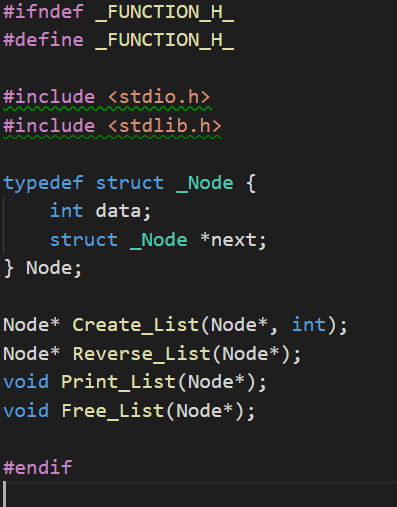 #ifndef _FUNCTION_H_
#define _FUNCTION_H_
#include <stdio.h>
#include <stdlib.h>
typedef struct _Node {
    int data;
    struct _Node *next;
} Node;
Node* Create_List(Node*, int);
Node* Reverse_List(Node*);
void Print_List(Node*);
void Free_List(Node*);
#endif